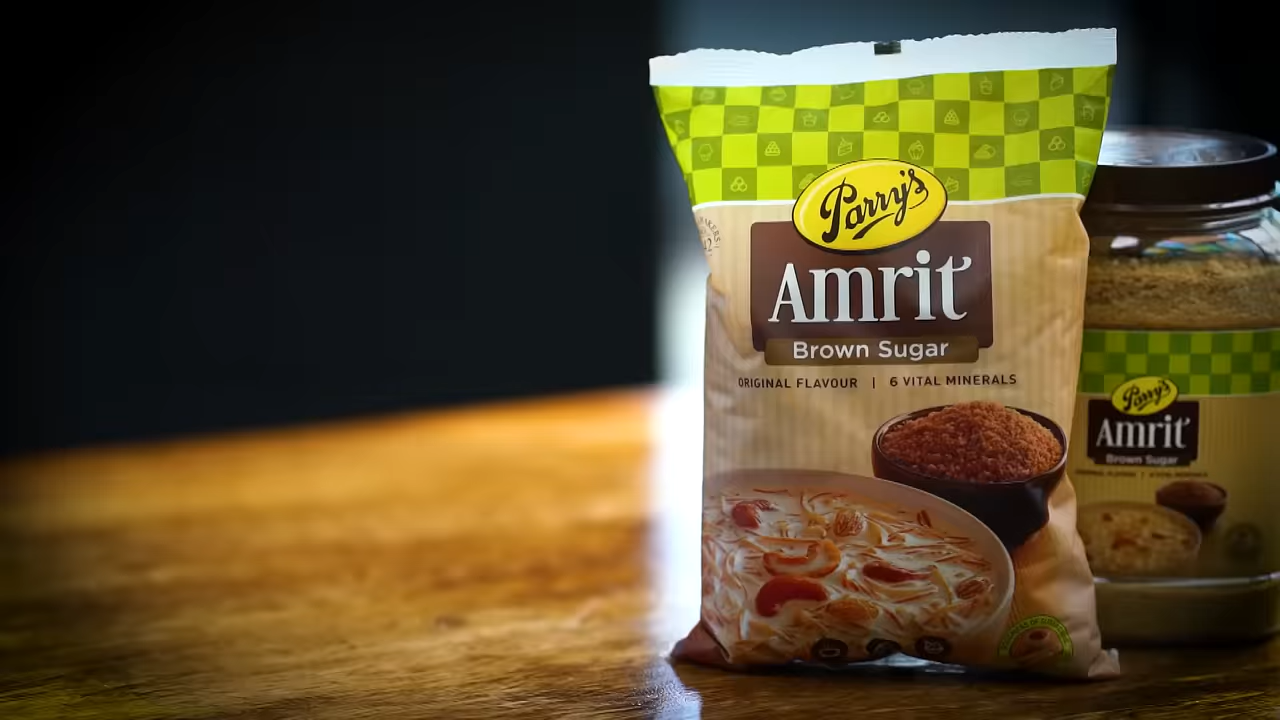 Parry's
Amrit
Brown Sugar
ORIGINAL FLAVOUR | 6 VITAL MINERALS
Parry's
Amrit
Brown Sugar